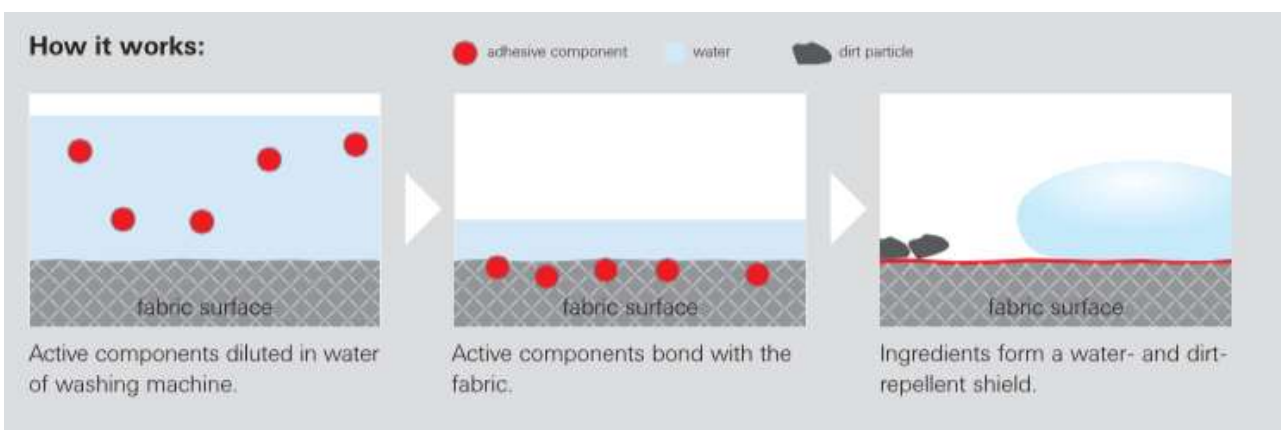 How it works:
adhesive component
water
dirt particle
fabric surface
fabric surface
fabric surface
Active components diluted in water
of washing machine.
Active components bond with the
fabric.
Ingredients form a water- and dirt-
repellent shield.